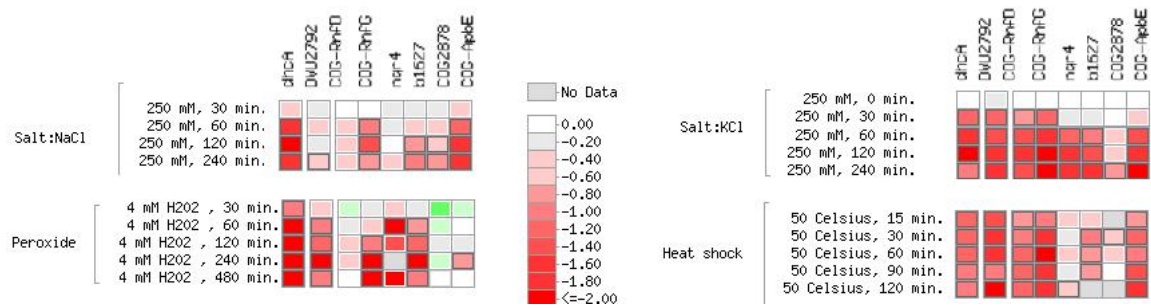 dhcA DVU2792 COG-RnfD COG-RnfG nqr4 b1627 COG2878 COG-ApbE
Salt:NaCl
250 mM, 30 min.
250 mM, 60 min.
250 mM, 120 min.
250 mM, 240 min.
Peroxide
4 mM H2O2 , 30 min.
4 mM H2O2 , 60 min.
4 mM H2O2 , 120 min.
4 mM H2O2 , 240 min.
4 mM H2O2 , 480 min.
No Data
0.00
-0.20
-0.40
-0.60
-0.80
-1.00
-1.20
-1.40
-1.60
-1.80
<=-2.00
dhcA DVU2792 COG-RnfD COG-RnfG nqr4 b1627 COG2878 COG-ApbE
Salt:KCl
250 mM, 0 min.
250 mM, 30 min.
250 mM, 60 min.
250 mM, 120 min.
250 mM, 240 min.
Heat shock
50 Celsius, 15 min.
50 Celsius, 30 min.
50 Celsius, 60 min.
50 Celsius, 90 min.
50 Celsius, 120 min.